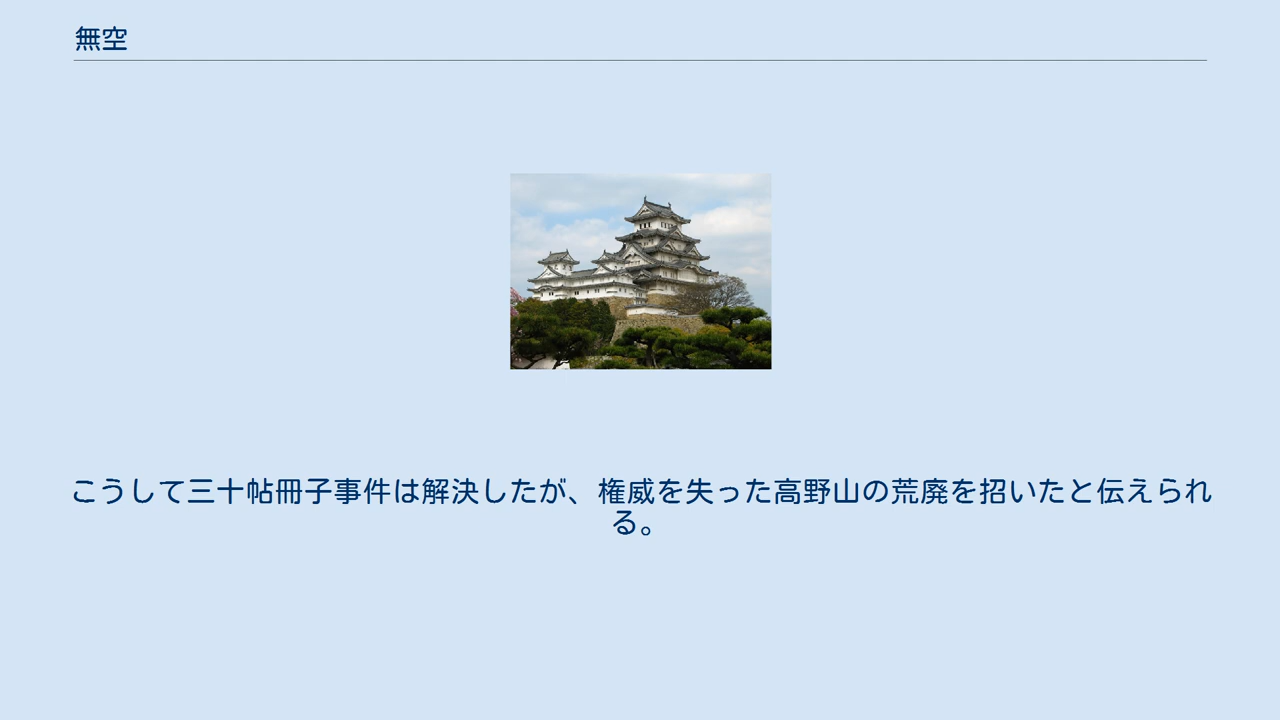 無空
こうして三十帖冊子事件は解決したが、権威を失った高野山の荒廃を招いたと伝えられ
る。